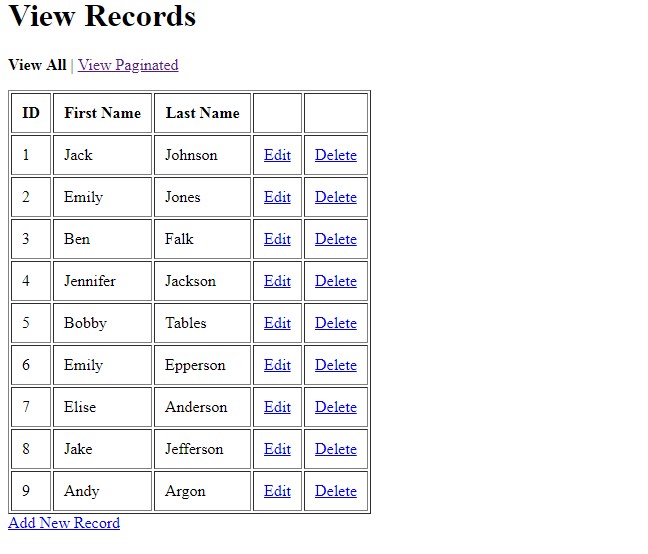 View Records
View All | View Paginated
ID First Name Last Name
1 Jack Johnson Edit Delete
2 Emily Jones Edit Delete
3 Ben Falk Edit Delete
4 Jennifer Jackson Edit Delete
5 Bobby Tables Edit Delete
6 Emily Epperson Edit Delete
7 Elise Anderson Edit Delete
8 Jake Jefferson Edit Delete
9 Andy Argon Edit Delete
Add New Record